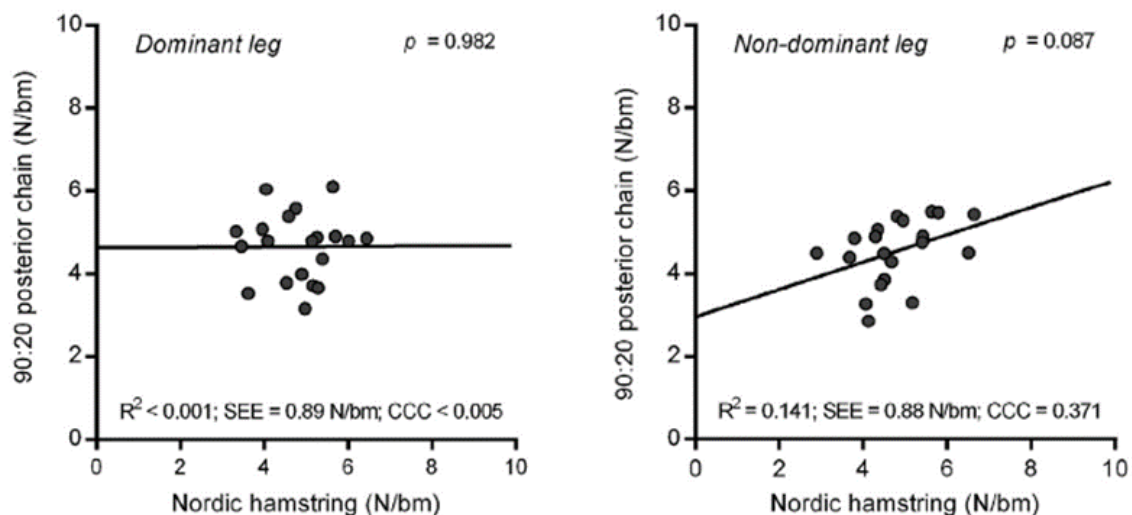 Dominant leg
p = 0.982
90:20 posterior chain (N/bm)
10
8
6
4
2
0
R² < 0.001; SEE = 0.89 N/bm; CCC < 0.005
0 2 4 6 8 10
Nordic hamstring (N/bm)
Non-dominant leg
p = 0.087
90:20 posterior chain (N/bm)
10
8
6
4
2
0
R² = 0.141; SEE = 0.88 N/bm; CCC = 0.371
0 2 4 6 8 10
Nordic hamstring (N/bm)